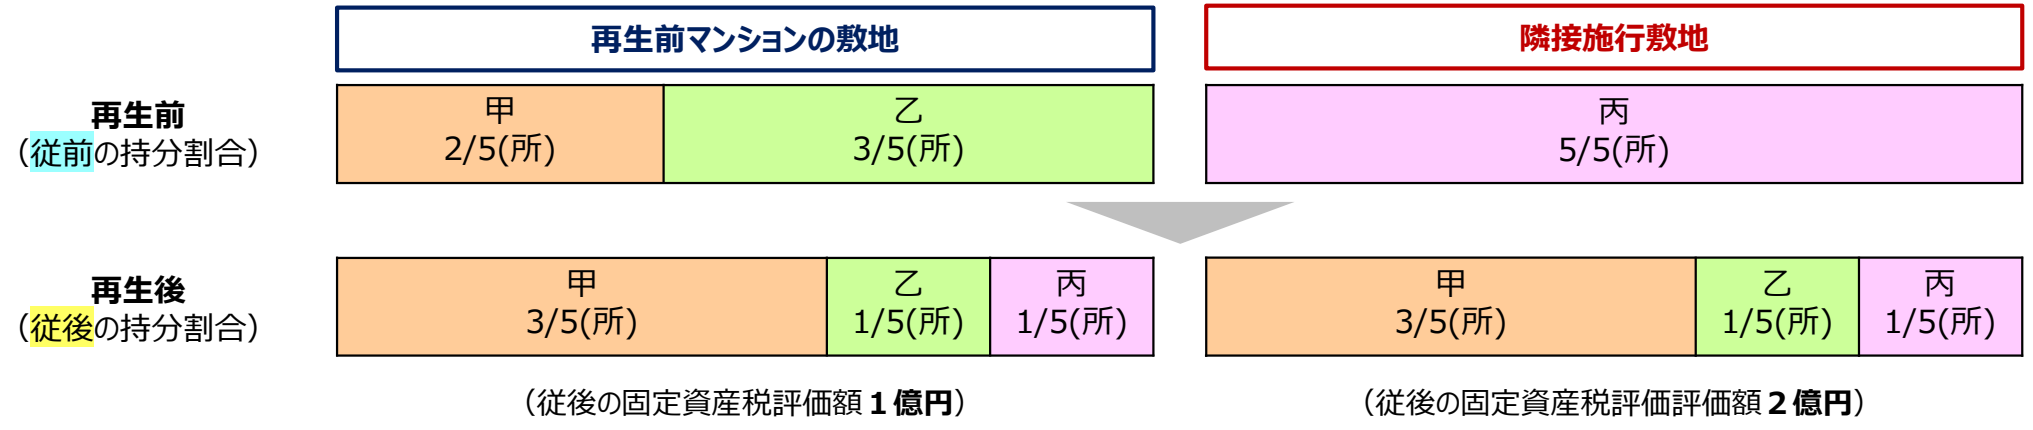 再生前マンションの敷地
隣接施行敷地
再生前
（従前の持分割合）
甲
2/5(所)
乙
3/5(所)
丙
5/5(所)
再生後
（従後の持分割合）
甲
3/5(所)
乙
1/5(所)
丙
1/5(所)
甲
3/5(所)
乙
1/5(所)
丙
1/5(所)
（従後の固定資産税評価額１億円）
（従後の固定資産税評価評価額２億円）